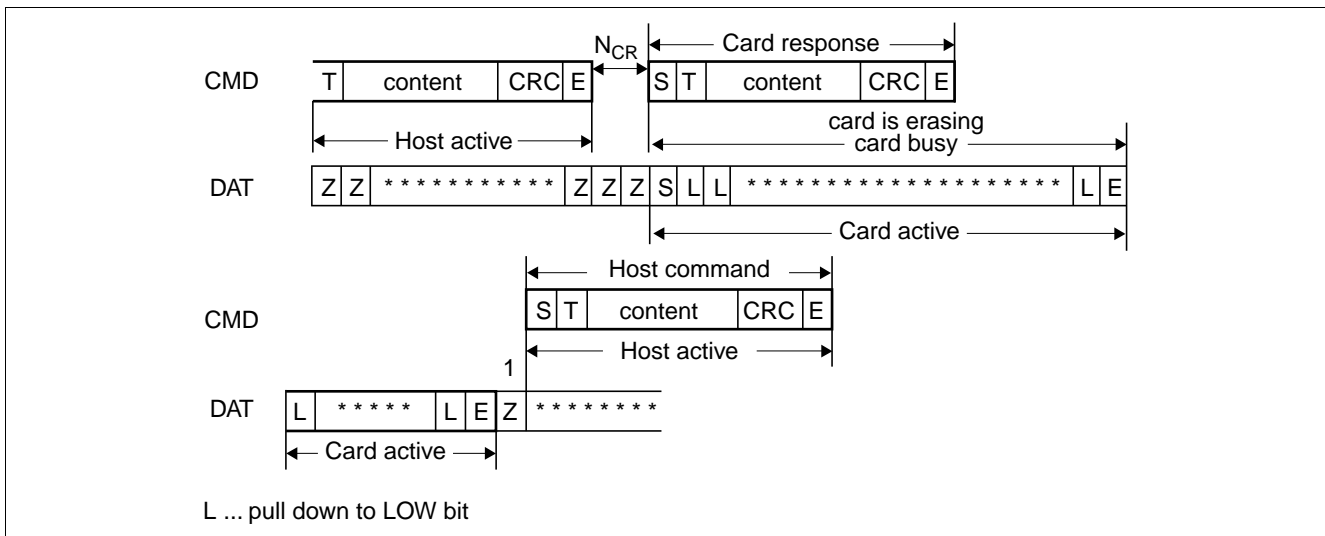 N_CR Card response
CMD T content CRC E S T content CRC E
Host active card is erasing
card busy
DAT Z Z * * * * * * * * * * * Z Z Z S L L * * * * * * * * * * * * * * * * * * * * L E
Card active
Host command
CMD S T content CRC E
Host active
1
DAT L * * * * * L E Z * * * * * * * *
Card active
L ... pull down to LOW bit